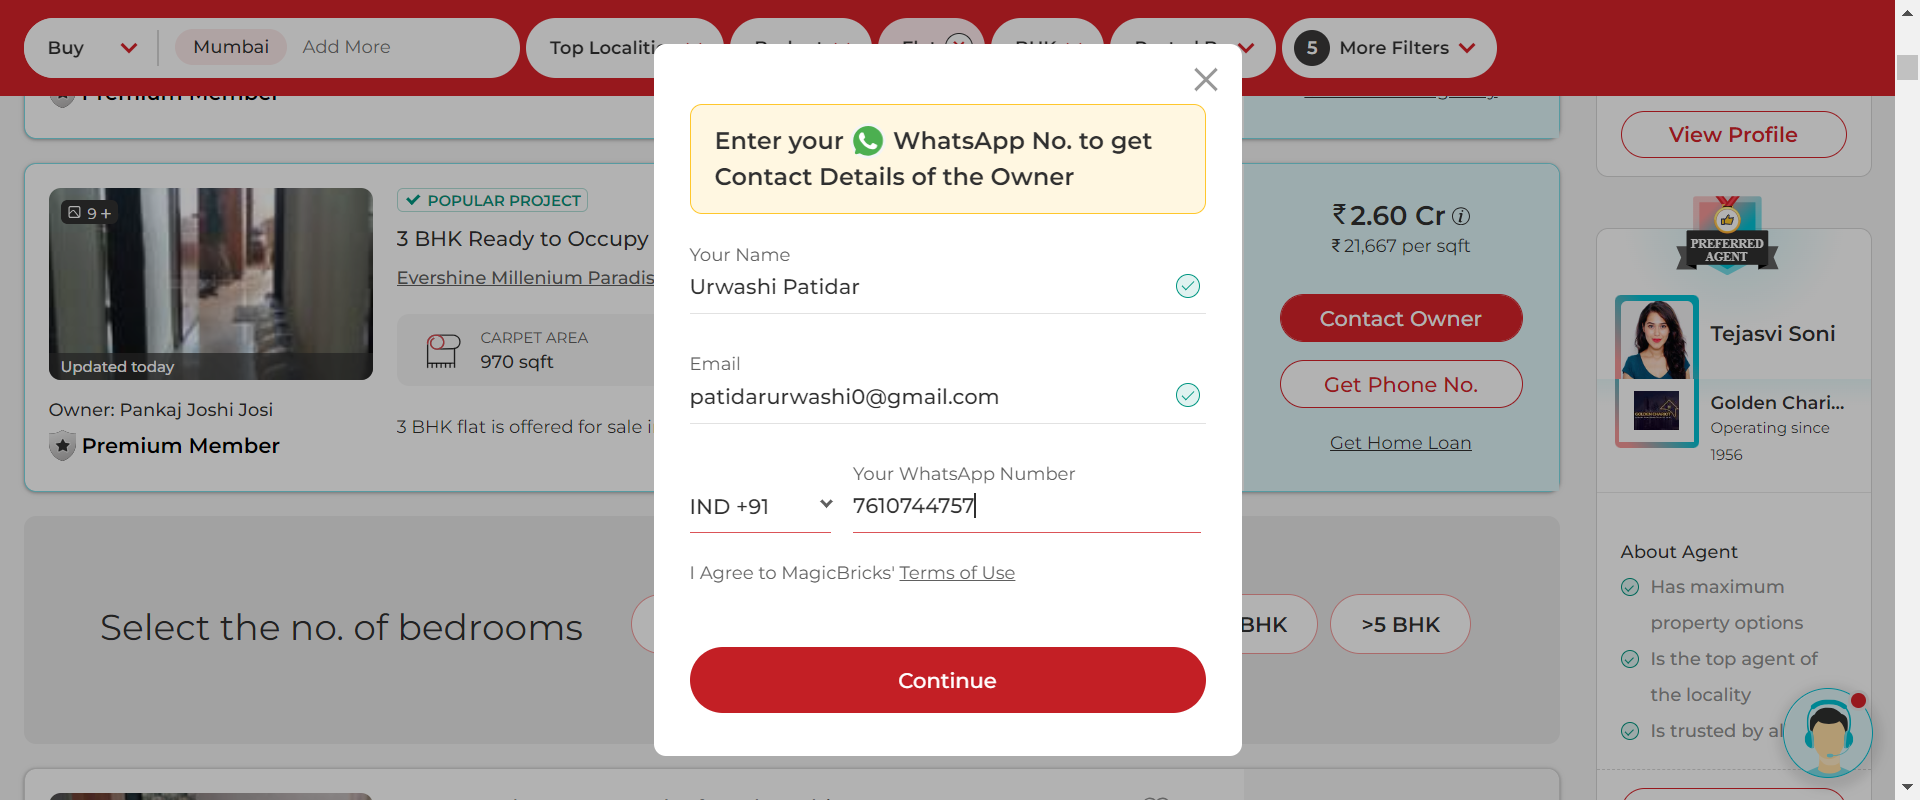 Buy
Mumbai
Add More
Top Localiti
5
More Filters
Premium Member
View Profile
Enter your WhatsApp No. to get
Contact Details of the Owner
Your Name
Urwashi Patidar
Email
patidarurwashi0@gmail.com
Your WhatsApp Number
IND +91
7610744757
I Agree to MagicBricks' Terms of Use
Continue
9 +
Updated today
POPULAR PROJECT
3 BHK Ready to Occupy
Evershine Millenium Paradis
CARPET AREA
970 sqft
Owner: Pankaj Joshi Josi
Premium Member
3 BHK flat is offered for sale i
₹2.60 Cr
₹21,667 per sqft
Contact Owner
Get Phone No.
Get Home Loan
PREFERRED
AGENT
Tejasvi Soni
Golden Chari...
Operating since
1956
About Agent
Has maximum
property options
Is the top agent of
the locality
Is trusted by al
Select the no. of bedrooms
BHK
>5 BHK